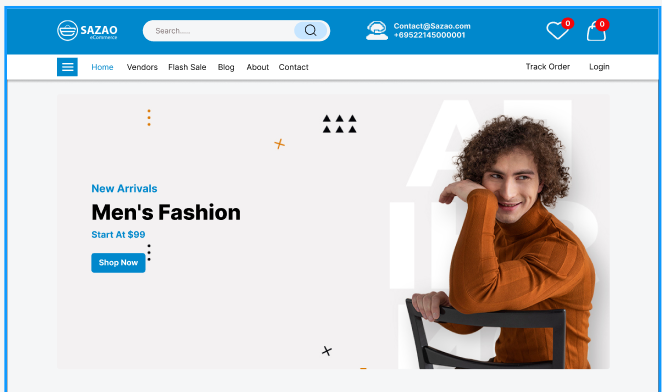 SAZAO
eCommerce
Search.....
Contact@Sazao.com
+69522145000001
0
0
Home Vendors Flash Sale Blog About Contact
Track Order Login
New Arrivals
Men's Fashion
Start At $99
Shop Now